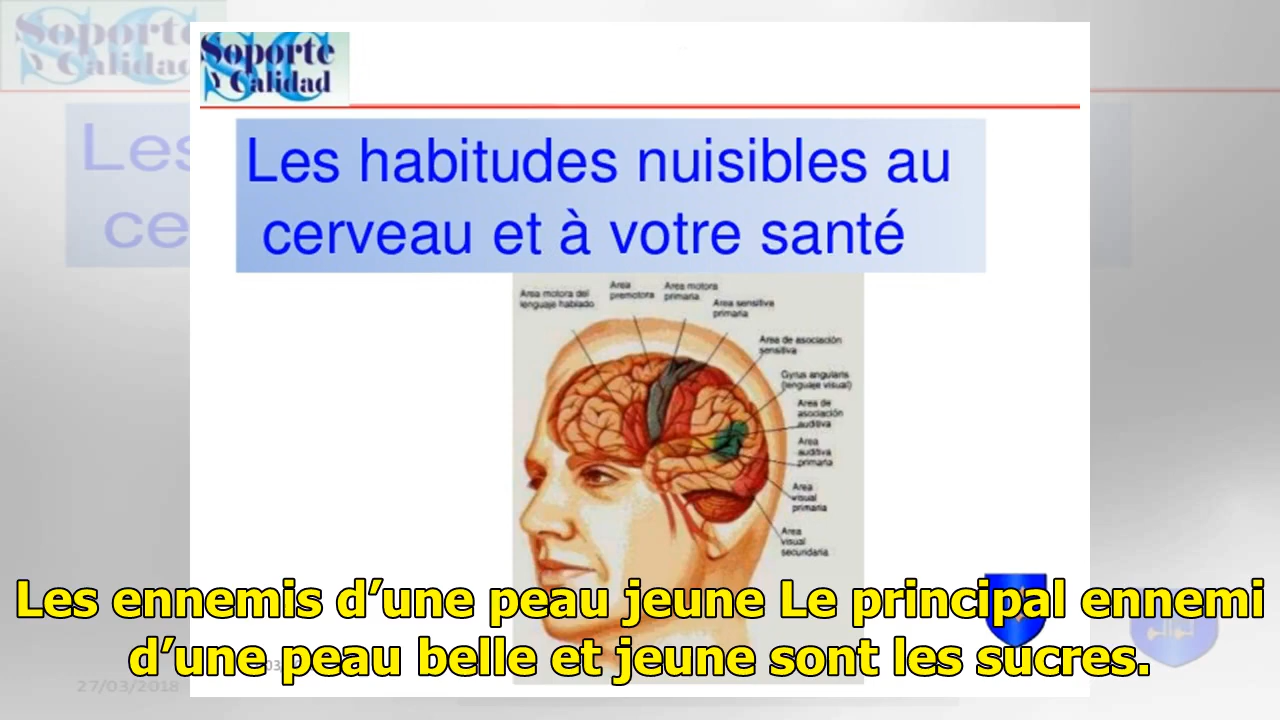 Soporte
y Calidad
Les habitudes nuisibles au
cerveau et à votre santé
Area motora del
lenguaje hablado
Area
premotora
Area motora
primaria
Area sensitiva
primaria
Area de asociación
sensitiva
Gyrus angularis
(lenguaje visual)
Area de
asociación
auditiva
Area
auditiva
primaria
Area
visual
primaria
Area
visual
secundaria
Les ennemis d’une peau jeune Le principal ennemi
d’une peau belle et jeune sont les sucres.
27/03/2018